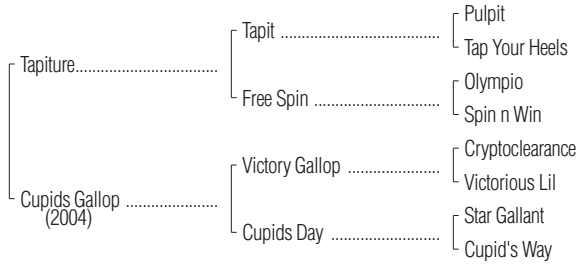 Pulpit
Tapit ........................................
Tap Your Heels
Tapiture...........................................
Olympio
Free Spin ..................................
Spin n Win
Cryptoclearance
Victory Gallop ...........................
Victorious Lil
Cupids Gallop ...........................
(2004)
Star Gallant
Cupids Day ................................
Cupid's Way